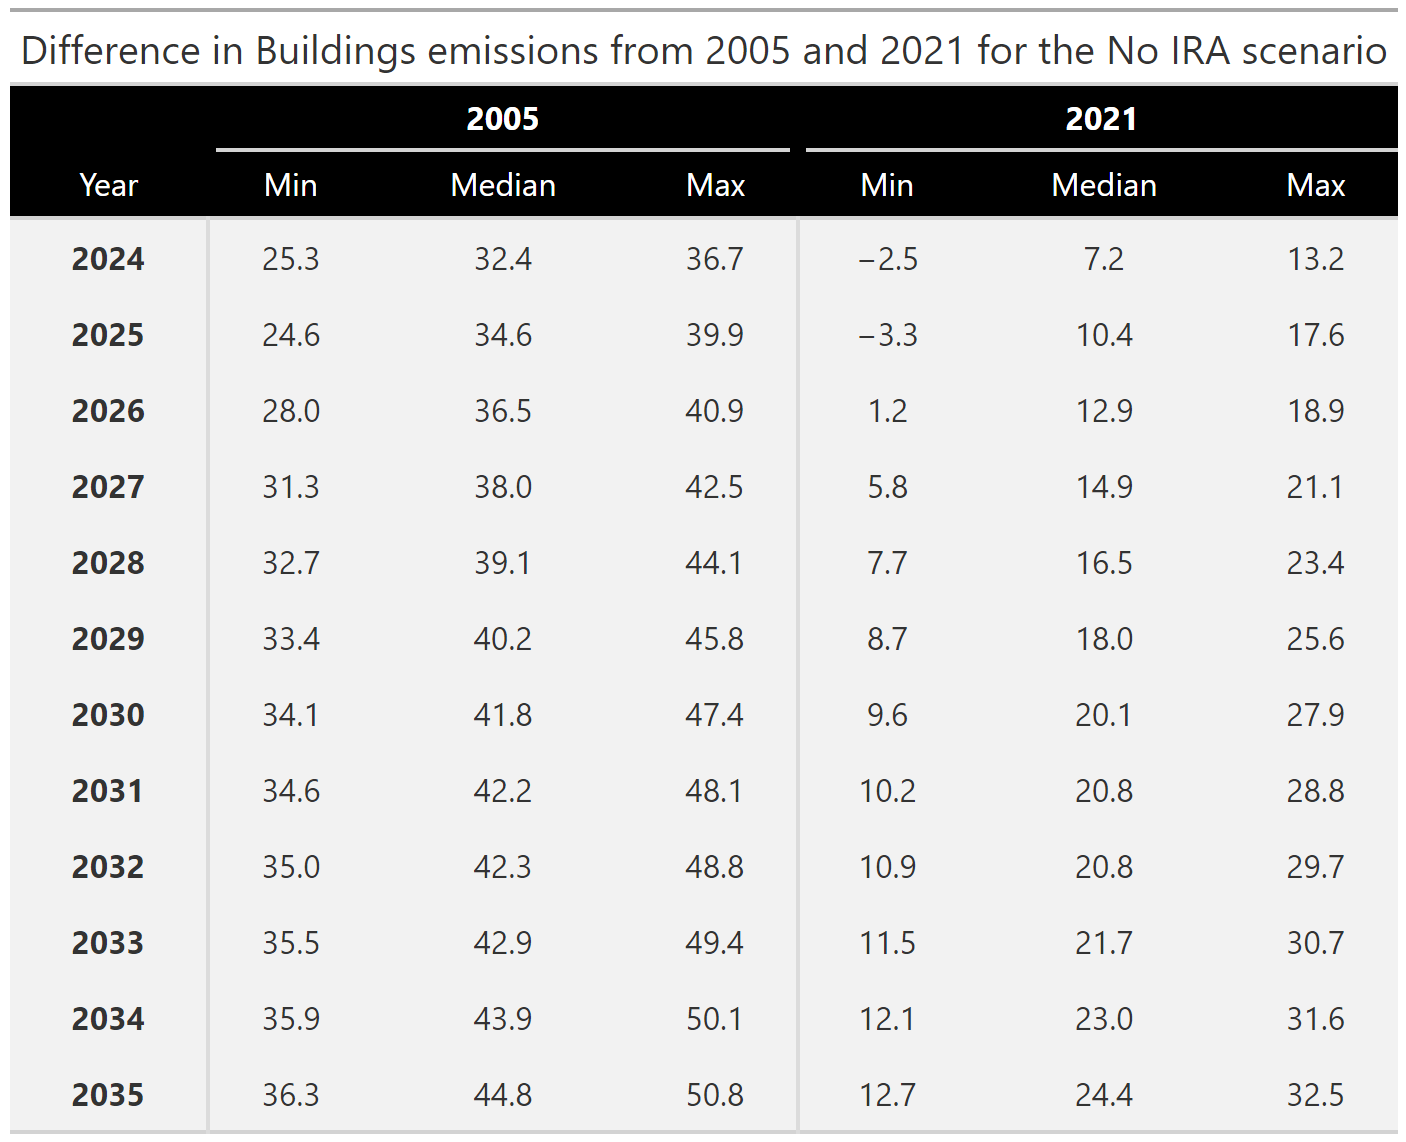 Difference in Buildings emissions from 2005 and 2021 for the No IRA scenario
2005 2021
Year Min Median Max Min Median Max
2024 25.3 32.4 36.7 −2.5 7.2 13.2
2025 24.6 34.6 39.9 −3.3 10.4 17.6
2026 28.0 36.5 40.9 1.2 12.9 18.9
2027 31.3 38.0 42.5 5.8 14.9 21.1
2028 32.7 39.1 44.1 7.7 16.5 23.4
2029 33.4 40.2 45.8 8.7 18.0 25.6
2030 34.1 41.8 47.4 9.6 20.1 27.9
2031 34.6 42.2 48.1 10.2 20.8 28.8
2032 35.0 42.3 48.8 10.9 20.8 29.7
2033 35.5 42.9 49.4 11.5 21.7 30.7
2034 35.9 43.9 50.1 12.1 23.0 31.6
2035 36.3 44.8 50.8 12.7 24.4 32.5